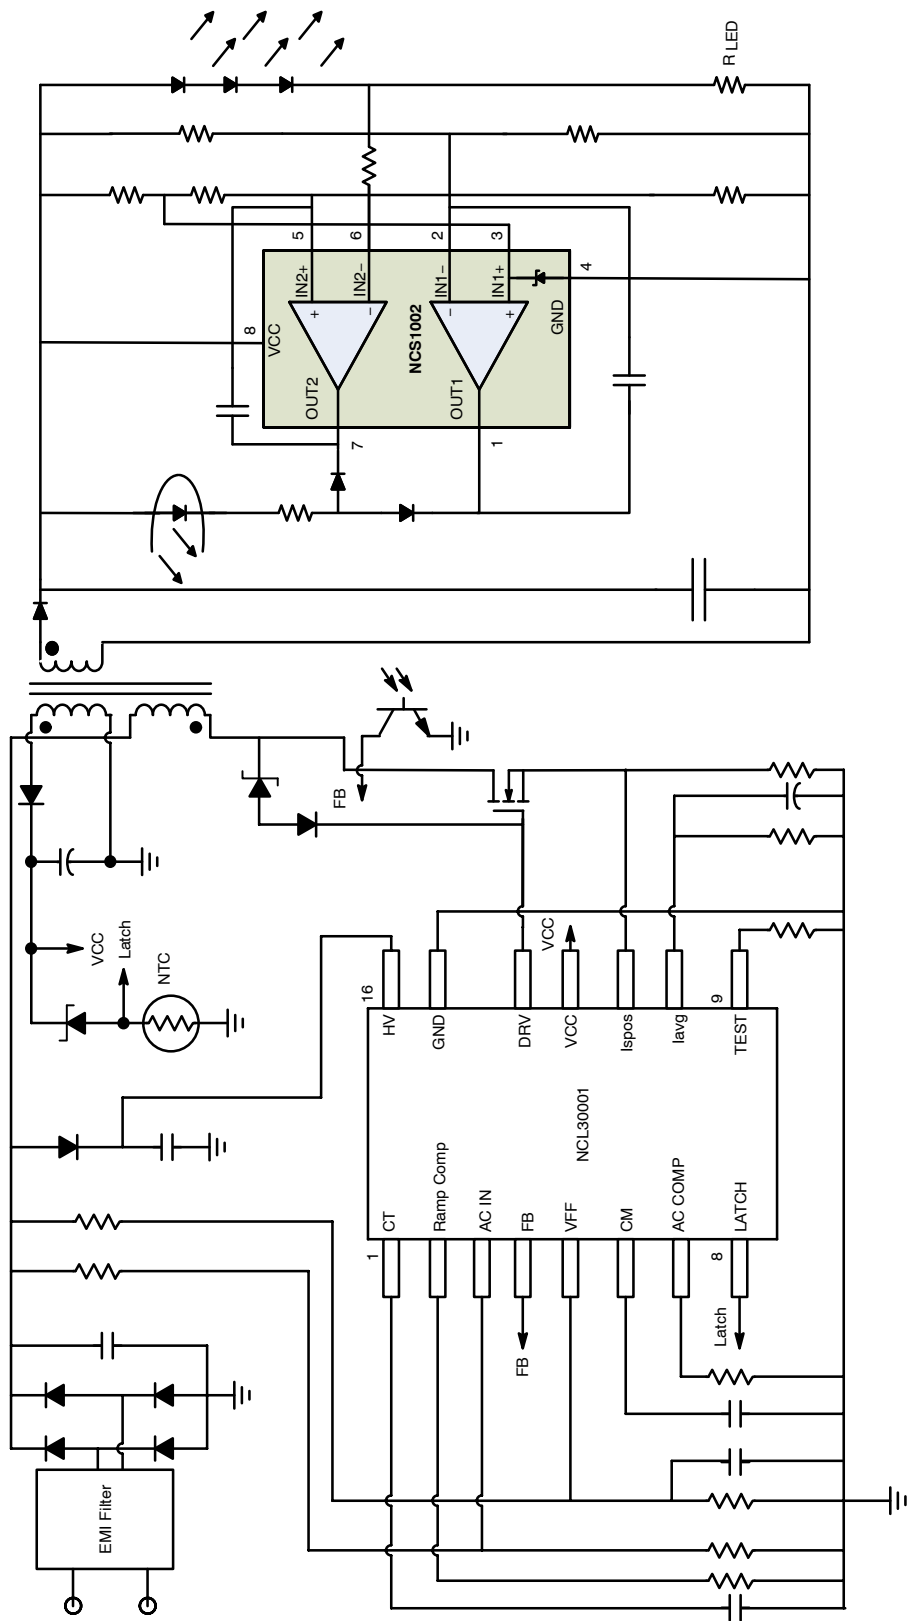 EMI Filter
NTC
Latch
VCC
FB
1
CT
Ramp Comp
AC IN
FB
VFF
CM
AC COMP
8
LATCH
NCL30001
16
HV
GND
DRV
VCC
Ispos
Iavg
9
TEST
FB
Latch
VCC
8
VCC
5
IN2+
+
6
IN2−
−
2
IN1−
−
3
IN1+
+
4
GND
NCS1002
OUT2
7
OUT1
1
R LED